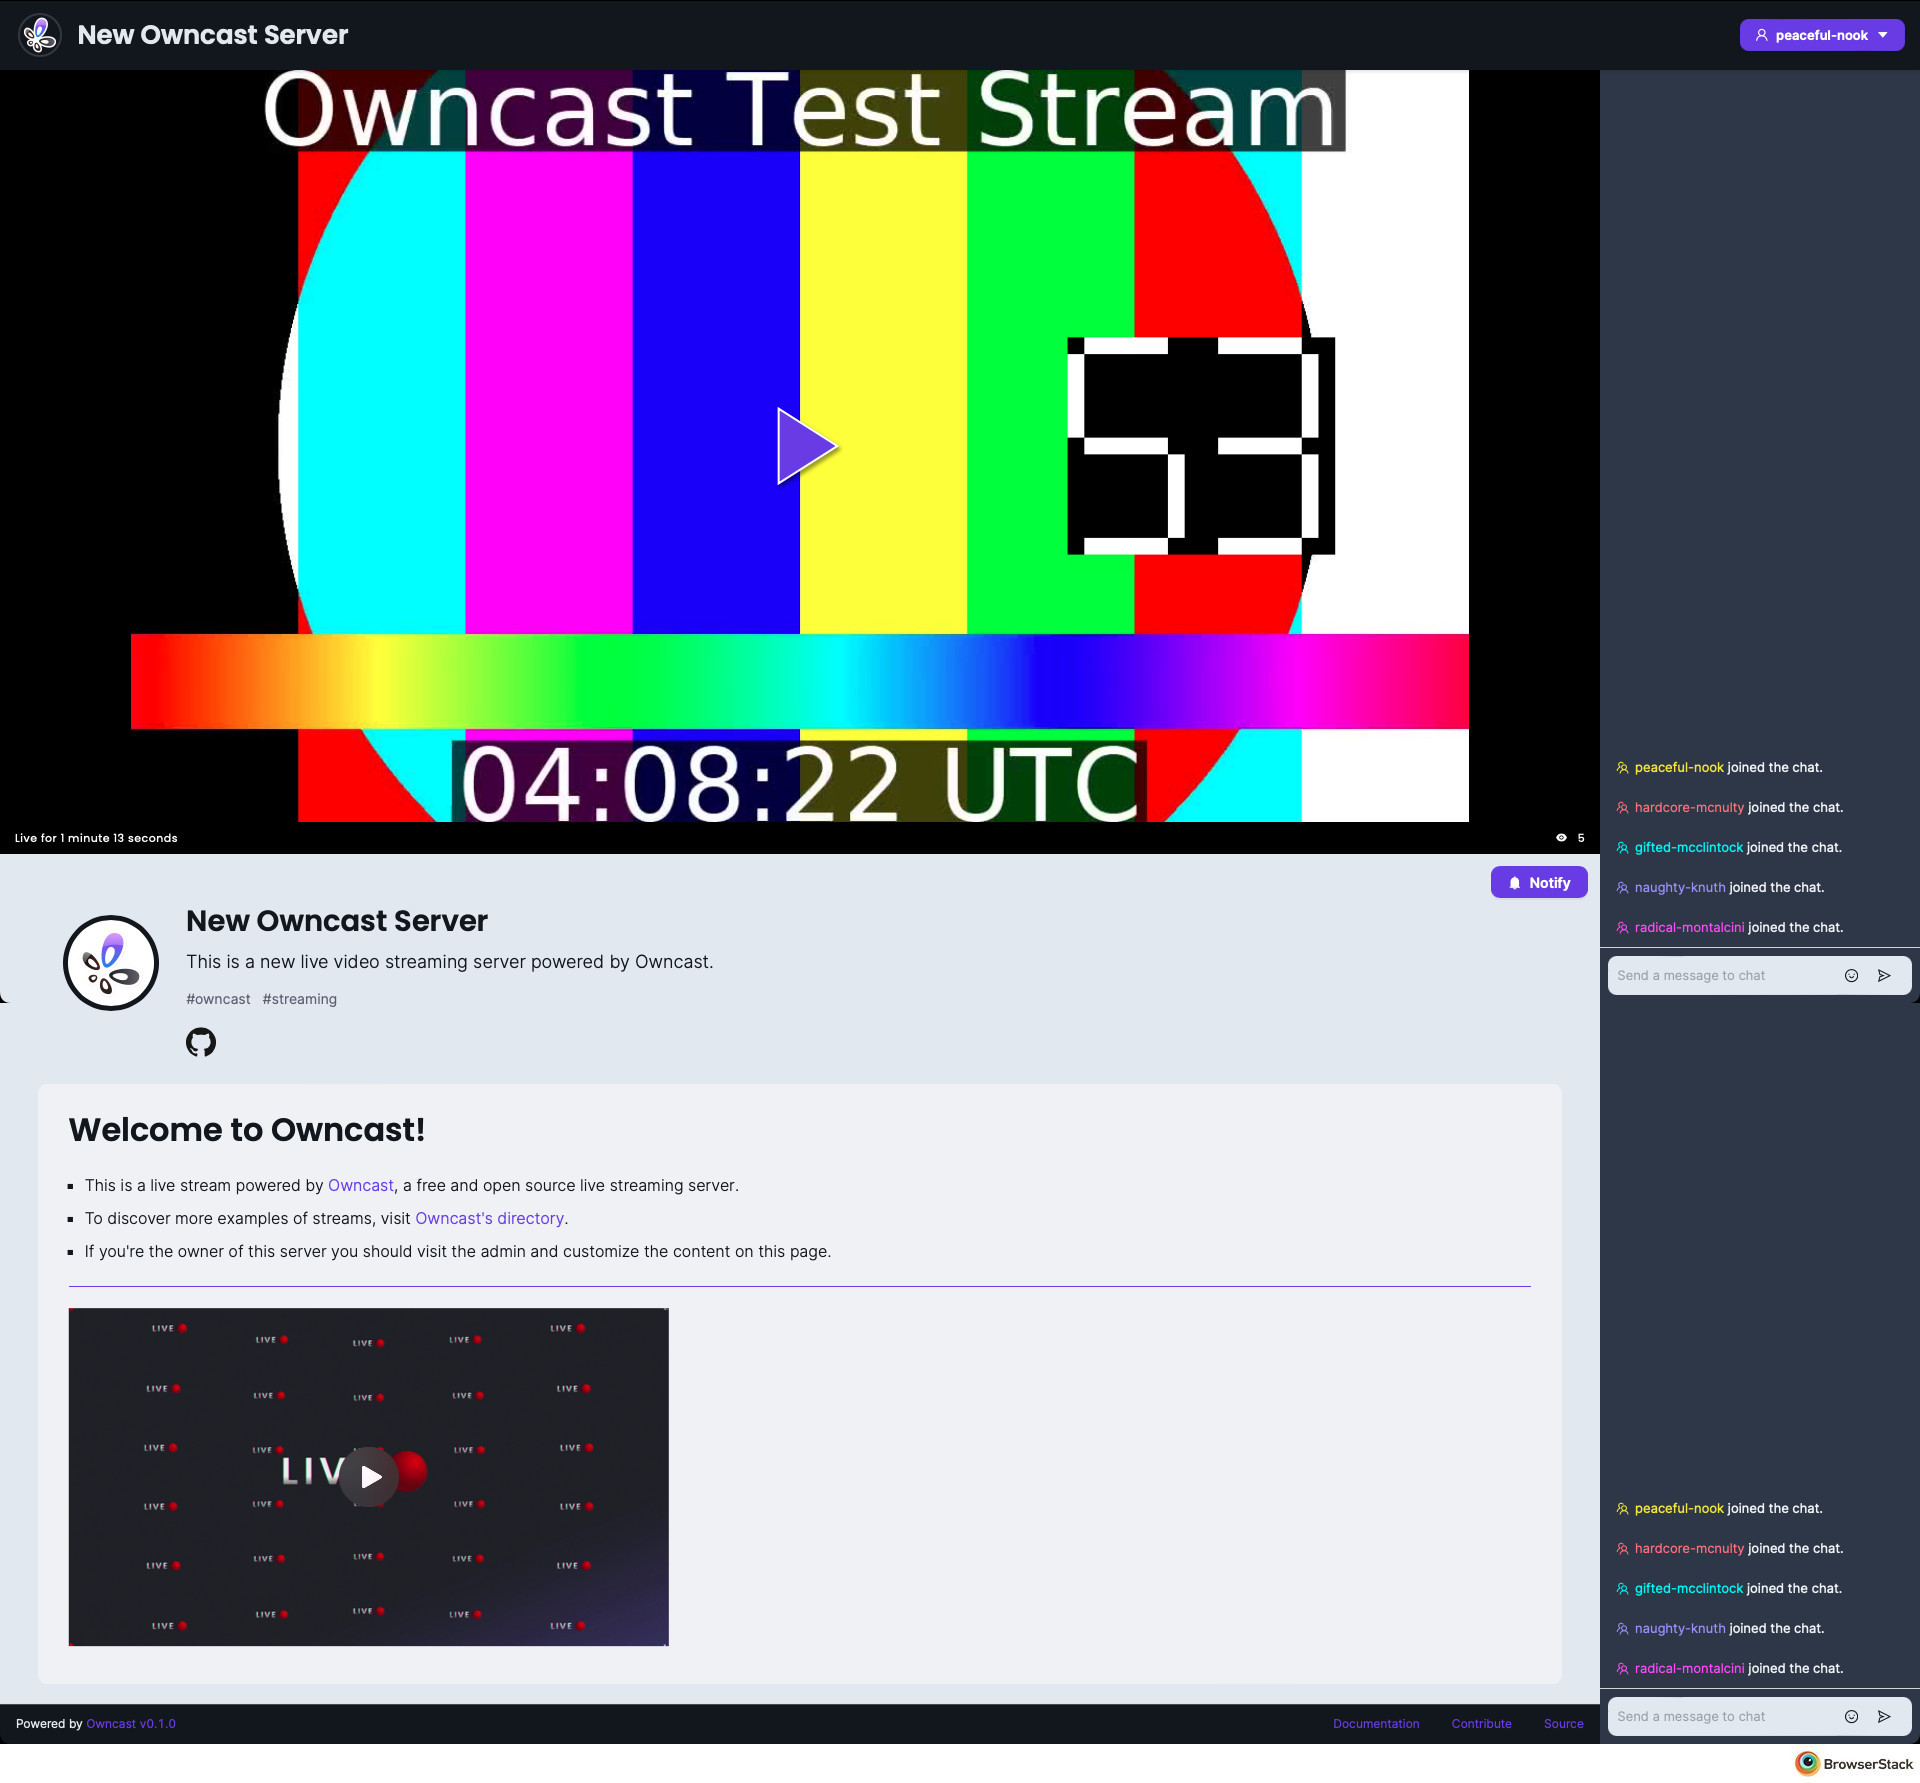 New Owncast Server
peaceful-nook
Owncast Test Stream
53
04:08:22 UTC
Live for 1 minute 13 seconds
5
peaceful-nook joined the chat.
hardcore-mcnulty joined the chat.
gifted-mcclintock joined the chat.
naughty-knuth joined the chat.
radical-montalcini joined the chat.
Send a message to chat
Notify
New Owncast Server
This is a new live video streaming server powered by Owncast.
#owncast #streaming
Welcome to Owncast!
This is a live stream powered by Owncast, a free and open source live streaming server.
To discover more examples of streams, visit Owncast's directory.
If you're the owner of this server you should visit the admin and customize the content on this page.
LIVE LIVE LIVE LIVE LIVE
LIVE LIVE LIVE LIVE LIVE
LIVE LIVE LIVE LIVE
LIV
LIVE LIVE LIVE LIVE
LIVE LIVE LIVE LIVE LIVE
LIVE LIVE LIVE LIVE LIVE
peaceful-nook joined the chat.
hardcore-mcnulty joined the chat.
gifted-mcclintock joined the chat.
naughty-knuth joined the chat.
radical-montalcini joined the chat.
Send a message to chat
Powered by Owncast v0.1.0
Documentation Contribute Source
BrowserStack